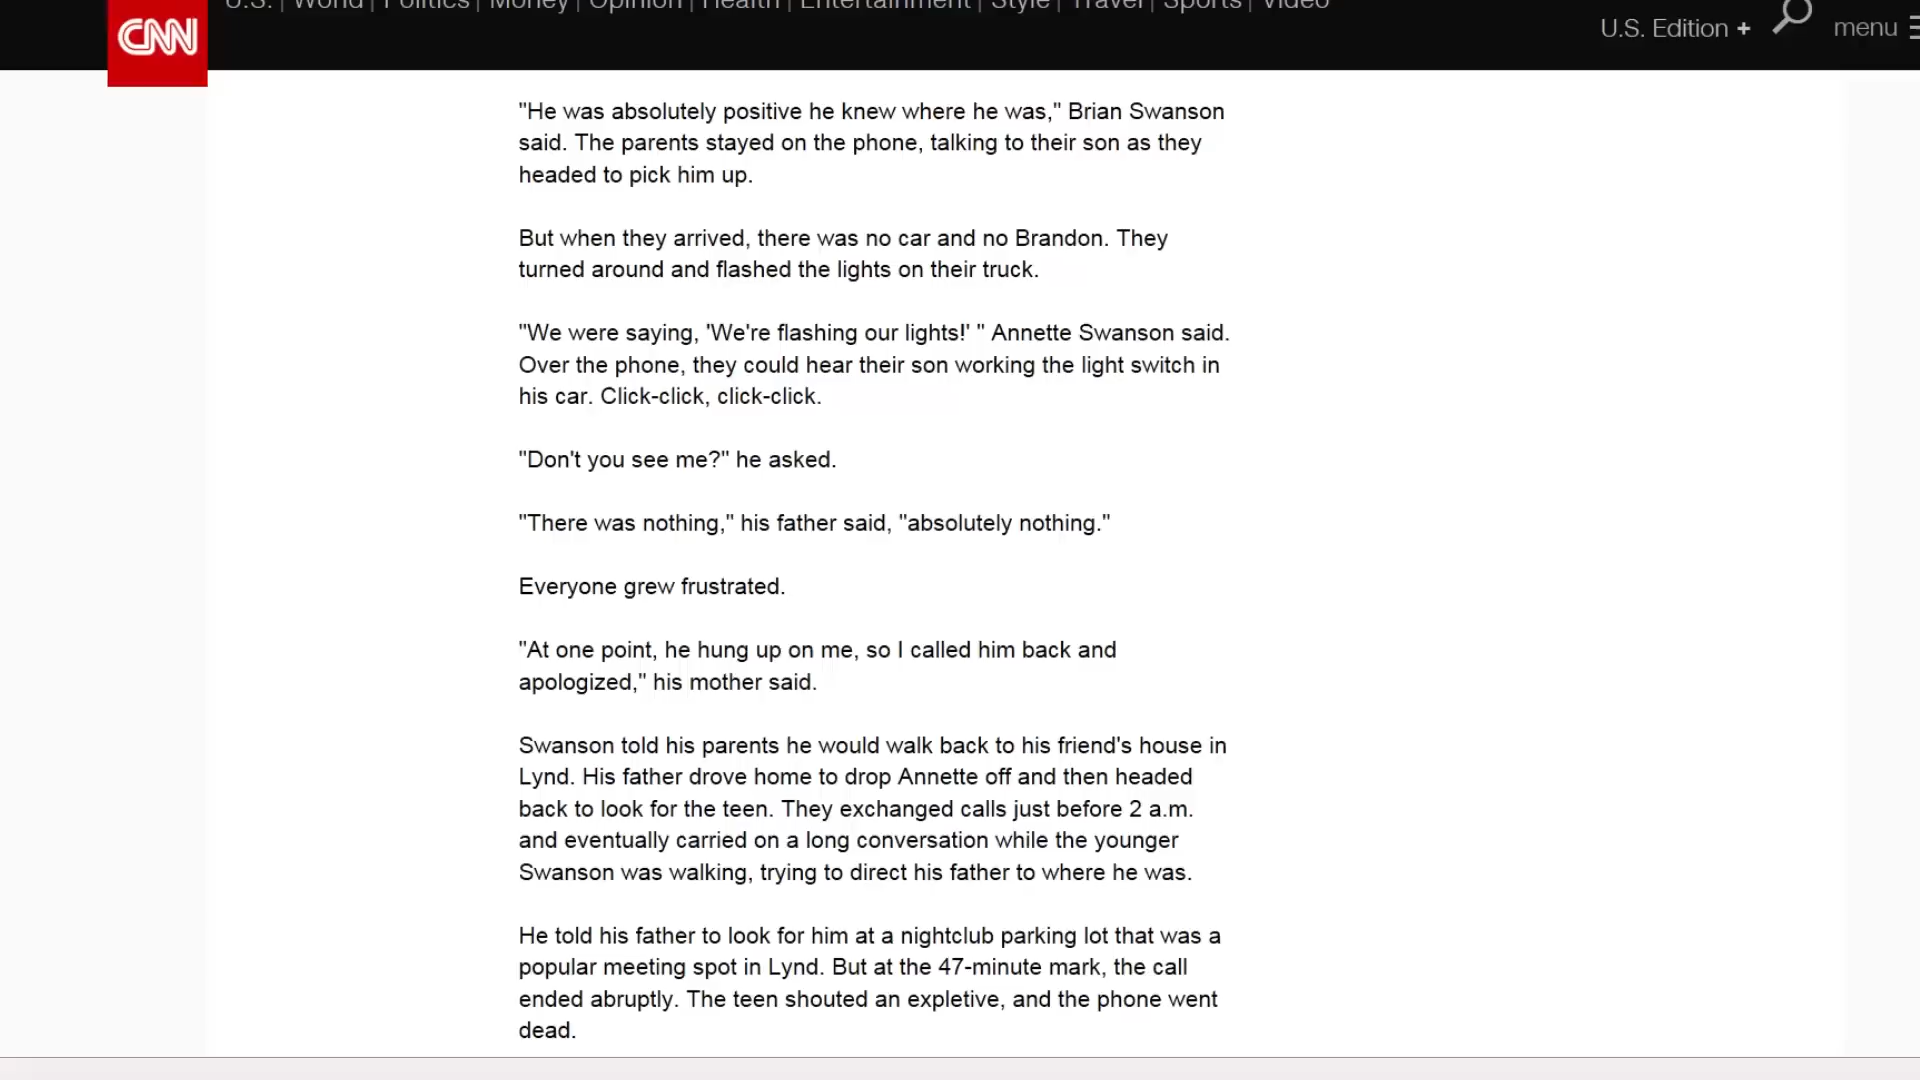 U.S. | World | Politics | Money | Opinion | Health | Entertainment | Style | Travel | Sports | Video
CNN
U.S. Edition +
menu
"He was absolutely positive he knew where he was," Brian Swanson
said. The parents stayed on the phone, talking to their son as they
headed to pick him up.
But when they arrived, there was no car and no Brandon. They
turned around and flashed the lights on their truck.
"We were saying, 'We're flashing our lights!' " Annette Swanson said.
Over the phone, they could hear their son working the light switch in
his car. Click-click, click-click.
"Don't you see me?" he asked.
"There was nothing," his father said, "absolutely nothing."
Everyone grew frustrated.
"At one point, he hung up on me, so I called him back and
apologized," his mother said.
Swanson told his parents he would walk back to his friend's house in
Lynd. His father drove home to drop Annette off and then headed
back to look for the teen. They exchanged calls just before 2 a.m.
and eventually carried on a long conversation while the younger
Swanson was walking, trying to direct his father to where he was.
He told his father to look for him at a nightclub parking lot that was a
popular meeting spot in Lynd. But at the 47-minute mark, the call
ended abruptly. The teen shouted an expletive, and the phone went
dead.